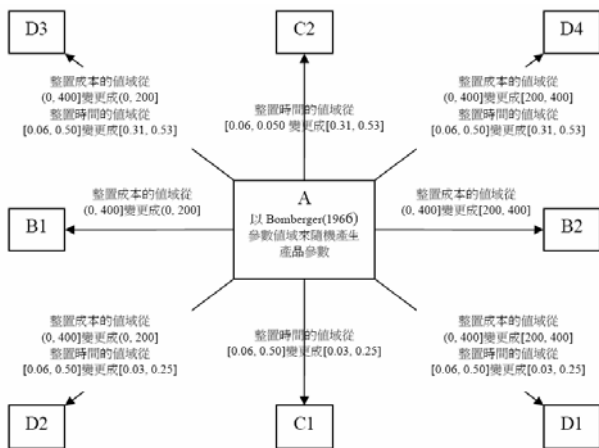 D3
C2
D4
整置成本的值域從
(0, 400]變更成(0, 200]
整置時間的值域從
[0.06, 0.50]變更成[0.31, 0.53]
整置時間的值域從
[0.06, 0.050 變更成[0.31, 0.53]
整置成本的值域從
(0, 400]變更成[200, 400]
整置時間的值域從
[0.06, 0.50]變更成[0.31, 0.53]
B1
整置成本的值域從
(0, 400]變更成(0, 200]
A
以 Bomberger(1966)
參數值域來隨機產生
產品參數
整置成本的值域從
(0, 400]變更成[200, 400]
B2
整置成本的值域從
(0, 400]變更成(0, 200]
整置時間的值域從
[0.06, 0.50]變更成[0.03, 0.25]
整置時間的值域從
[0.06, 0.50]變更成[0.03, 0.25]
整置成本的值域從
(0, 400]變更成[200, 400]
整置時間的值域從
[0.06, 0.50]變更成[0.03, 0.25]
D2
C1
D1